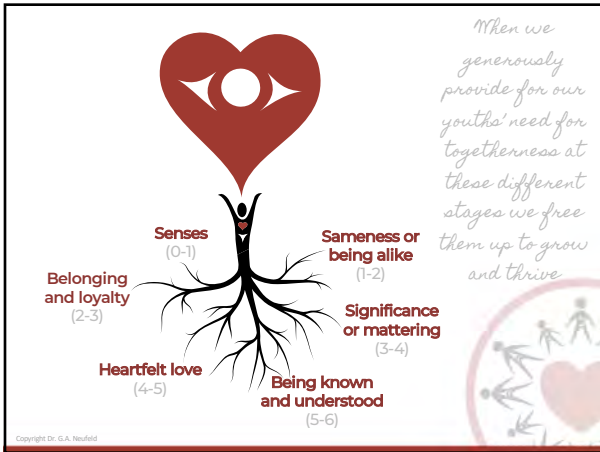 When we
generously
provide for our
youths' need for
togetherness at
these different
stages we free
them up to grow
and thrive
Senses
(0-1)
Sameness or
being alike
(1-2)
Belonging
and loyalty
(2-3)
Significance
or mattering
(3-4)
Heartfelt love
(4-5)
Being known
and understood
(5-6)
Copyright Dr. G.A. Neufeld